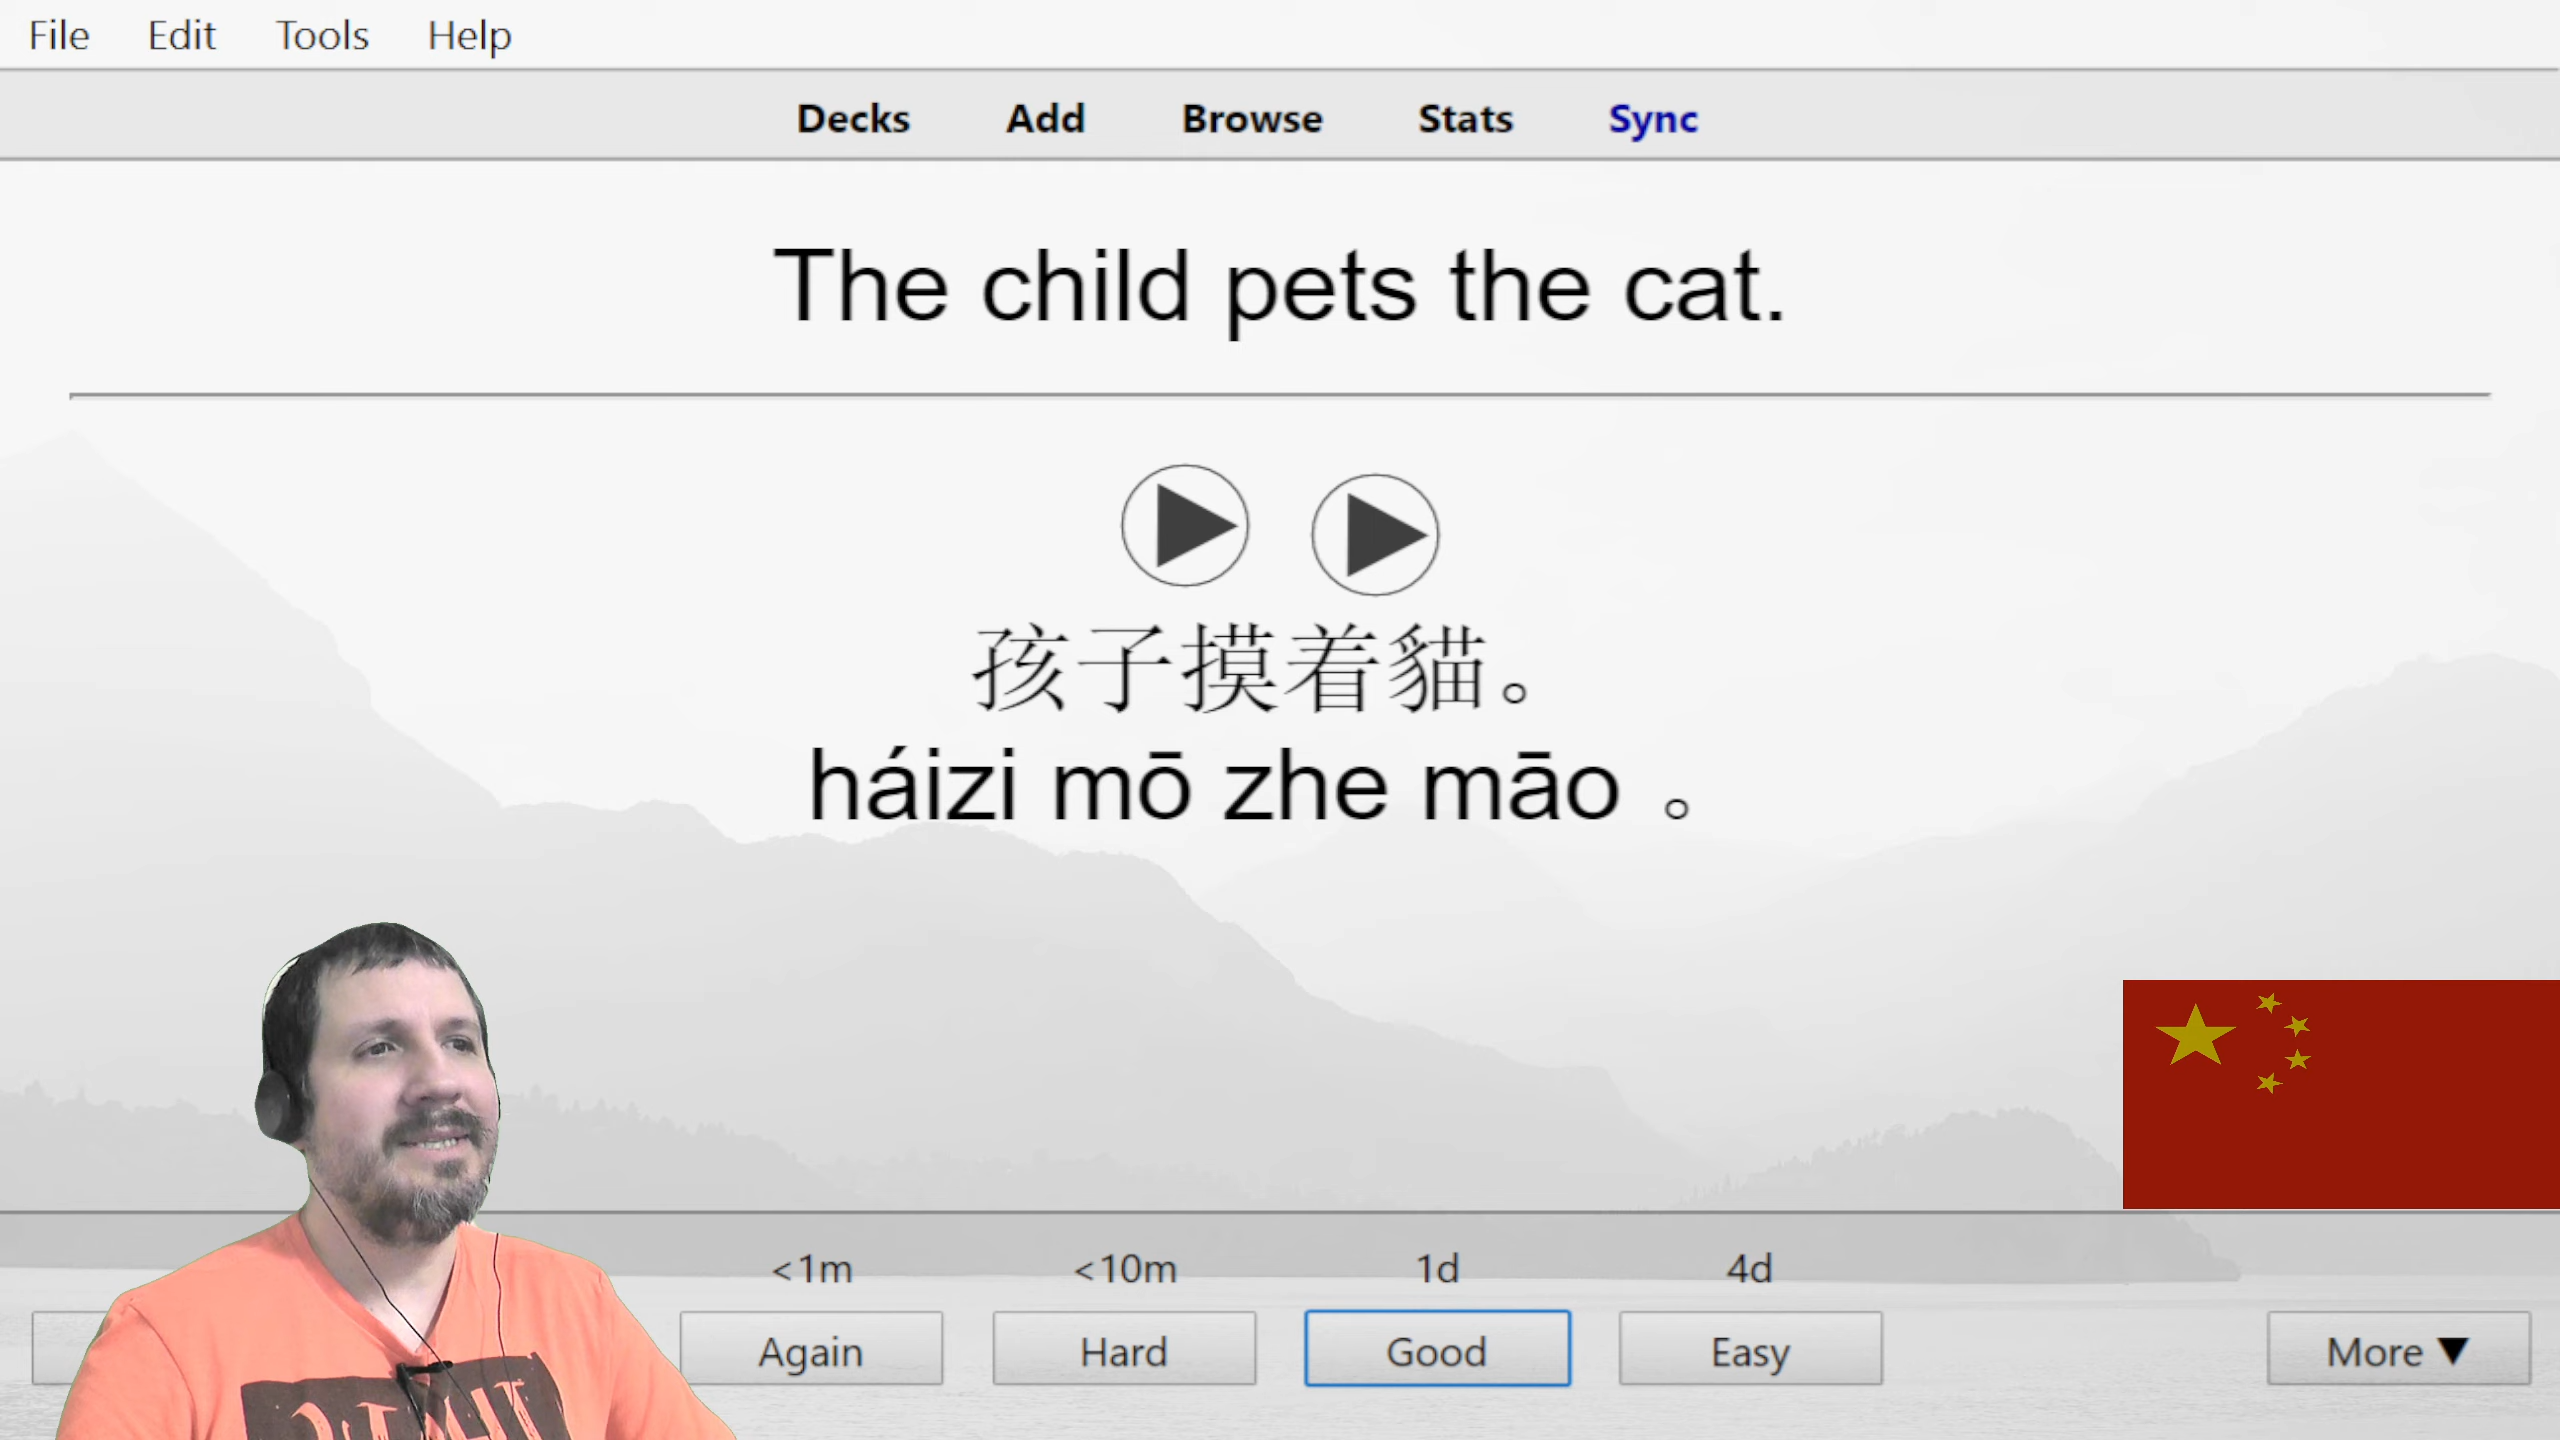 File Edit Tools Help
Decks Add Browse Stats Sync
The child pets the cat.
孩子摸着貓。
háizi mō zhe māo 。
<1m <10m 1d 4d
Again Hard Good Easy More ▼